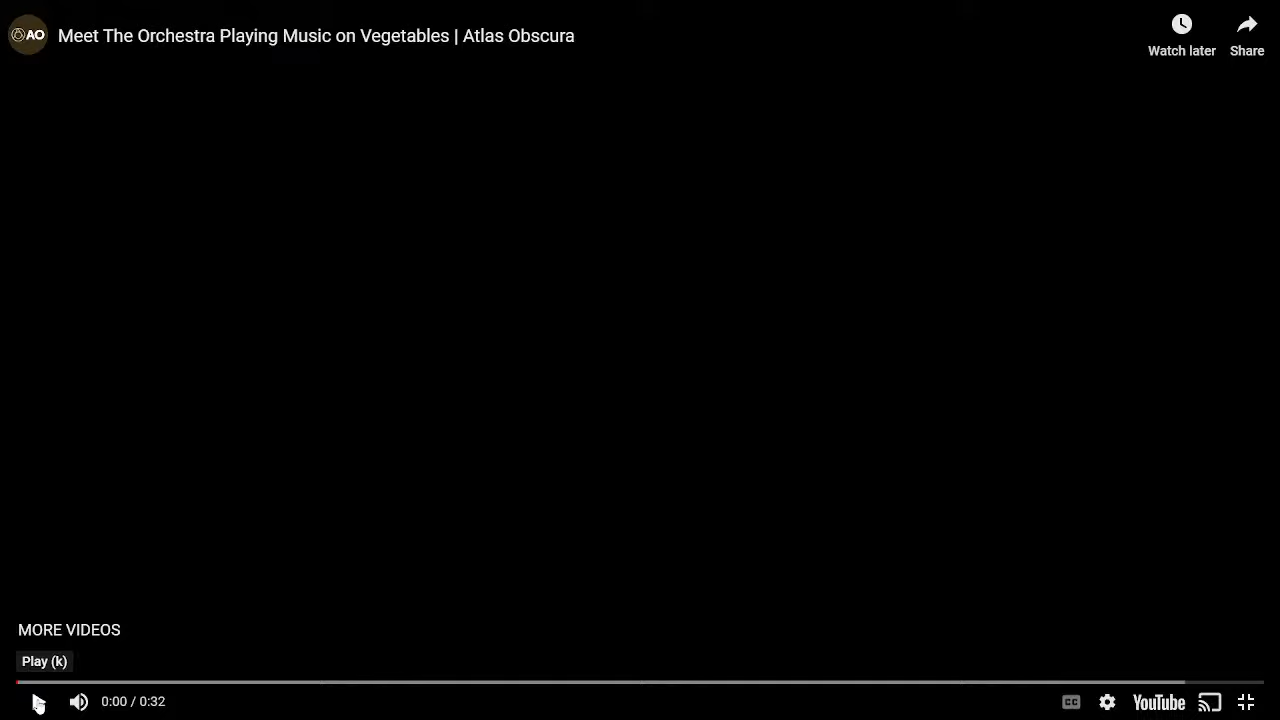 AO
Meet The Orchestra Playing Music on Vegetables | Atlas Obscura
Watch later
Share
MORE VIDEOS
Play (k)
0:00 / 0:32
CC
YouTube